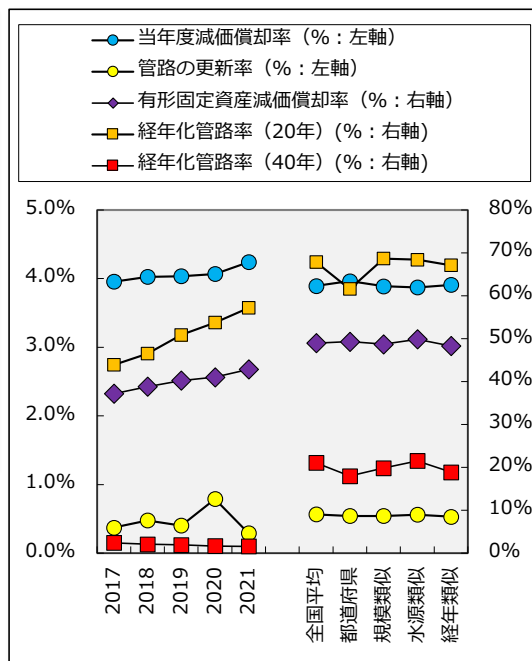 当年度減価償却率（%：左軸）
管路の更新率（%：左軸）
有形固定資産減価償却率（%：右軸）
経年化管路率（20年）(%：右軸)
経年化管路率（40年）(%：右軸)
5.0%
4.0%
3.0%
2.0%
1.0%
0.0%
80%
70%
60%
50%
40%
30%
20%
10%
0%
2017
2018
2019
2020
2021
全国平均
都道府県
規模類似
水源類似
経年類似